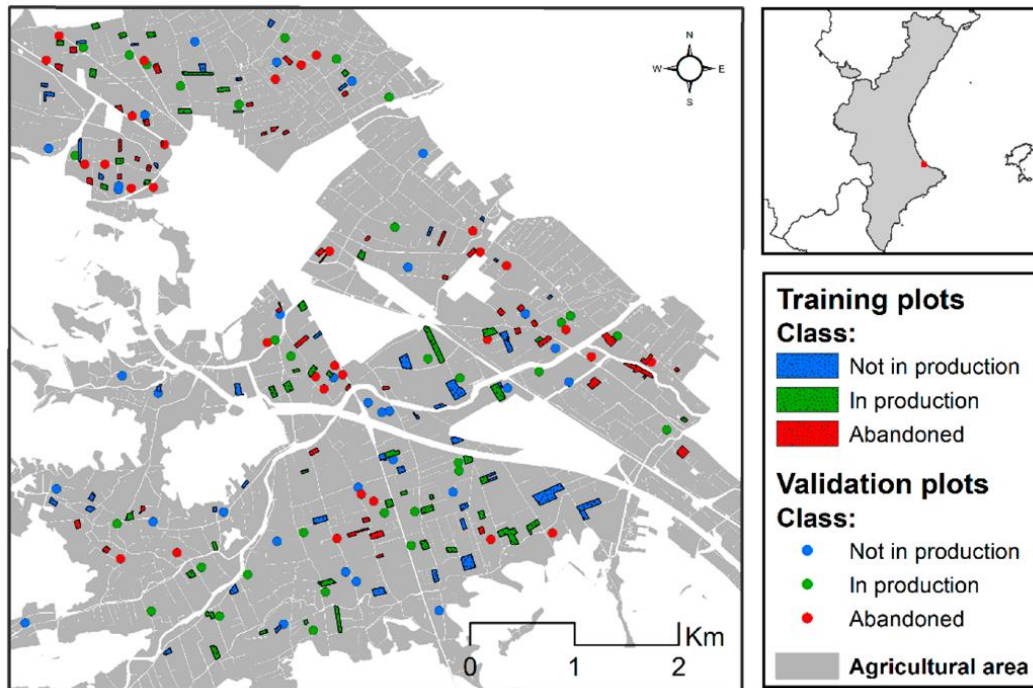 N
W E
S
Km
0 1 2
Training plots
Class:
Not in production
In production
Abandoned
Validation plots
Class:
Not in production
In production
Abandoned
Agricultural area